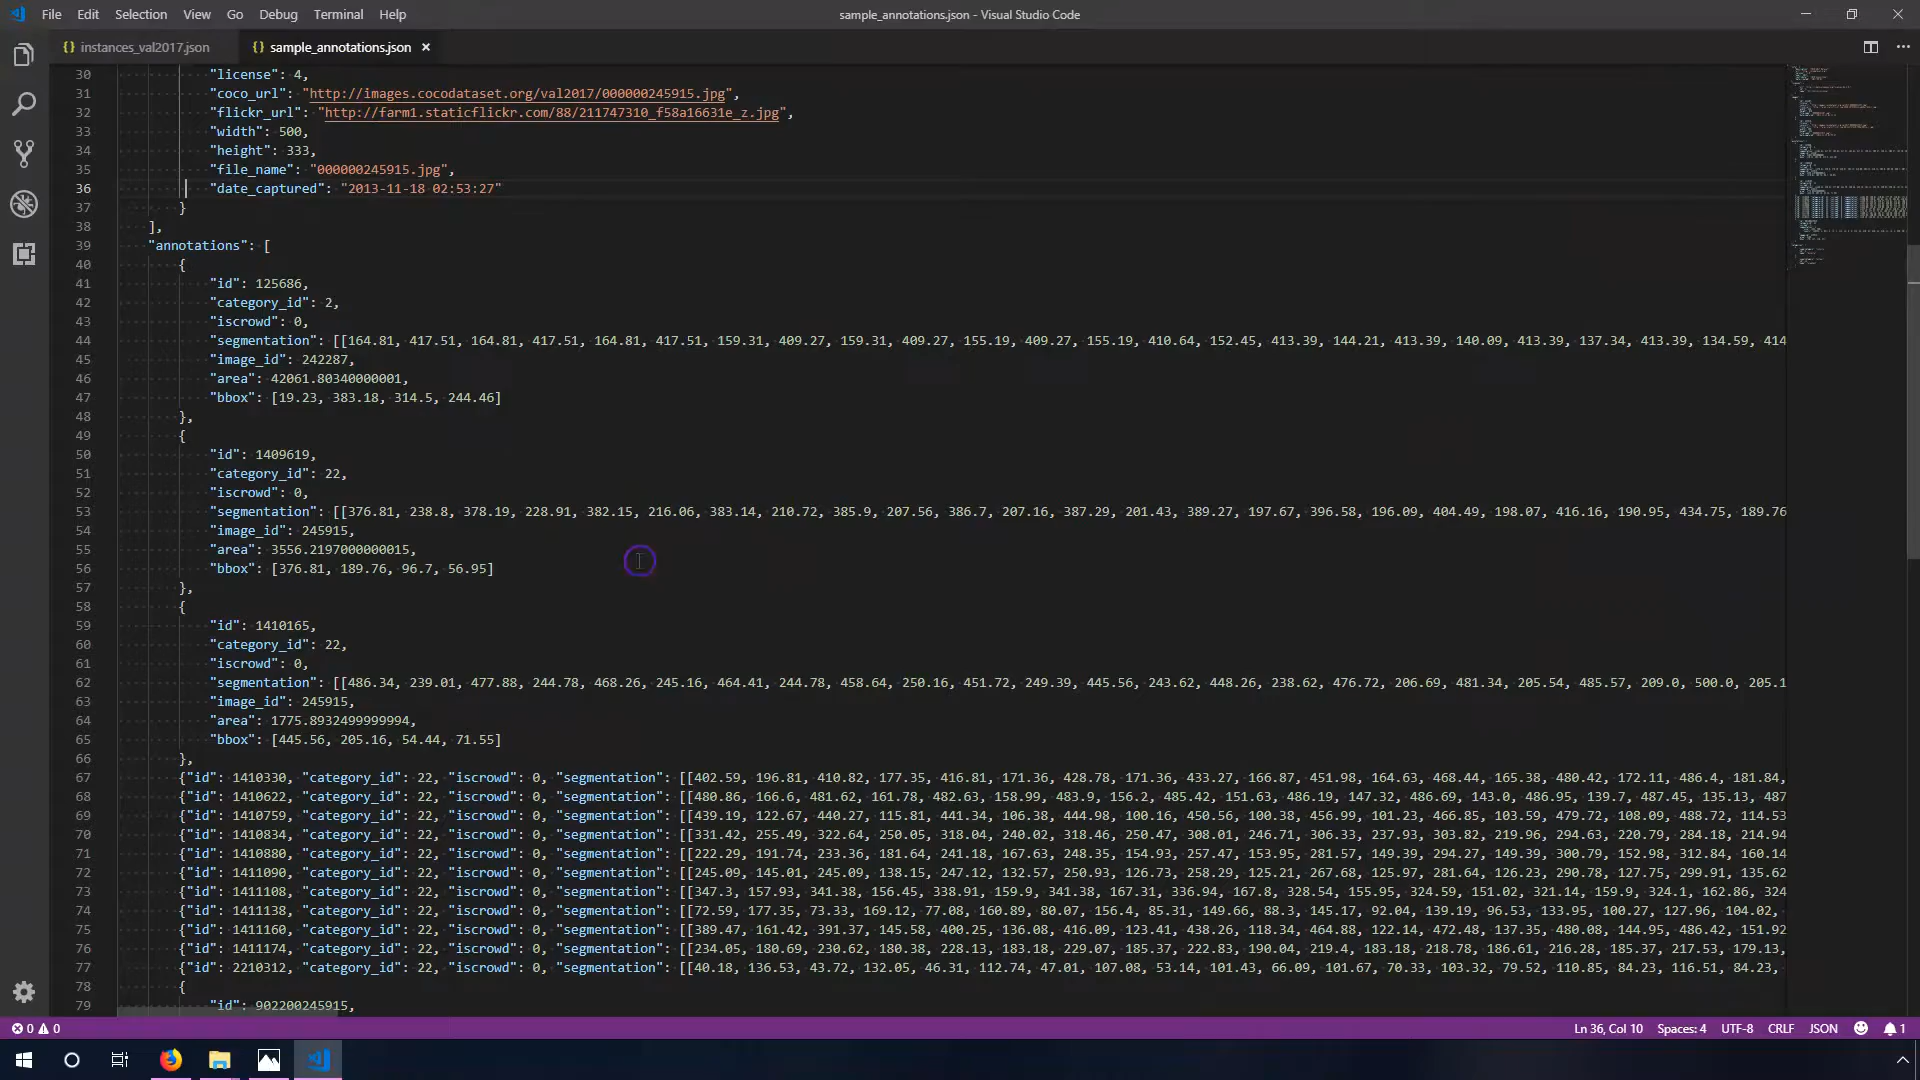 File Edit Selection View Go Debug Terminal Help
sample_annotations.json - Visual Studio Code
{} instances_val2017.json
{} sample_annotations.json ×
30 "license": 4,
31 "coco_url": "http://images.cocodataset.org/val2017/000000245915.jpg",
32 "flickr_url": "http://farm1.staticflickr.com/88/211747310_f58a16631e_z.jpg",
33 "width": 500,
34 "height": 333,
35 "file_name": "000000245915.jpg",
36 "date_captured": "2013-11-18 02:53:27"
37 }
38 ],
39 "annotations": [
40 {
41 "id": 125686,
42 "category_id": 2,
43 "iscrowd": 0,
44 "segmentation": [[164.81, 417.51, 164.81, 417.51, 164.81, 417.51, 159.31, 409.27, 159.31, 409.27, 155.19, 409.27, 155.19, 410.64, 152.45, 413.39, 144.21, 413.39, 140.09, 413.39, 137.34, 413.39, 134.59, 414
45 "image_id": 242287,
46 "area": 42061.80340000001,
47 "bbox": [19.23, 383.18, 314.5, 244.46]
48 },
49 {
50 "id": 1409619,
51 "category_id": 22,
52 "iscrowd": 0,
53 "segmentation": [[376.81, 238.8, 378.19, 228.91, 382.15, 216.06, 383.14, 210.72, 385.9, 207.56, 386.7, 207.16, 387.29, 201.43, 389.27, 197.67, 396.58, 196.09, 404.49, 198.07, 416.16, 190.95, 434.75, 189.76
54 "image_id": 245915,
55 "area": 3556.2197000000015,
56 "bbox": [376.81, 189.76, 96.7, 56.95]
57 },
58 {
59 "id": 1410165,
60 "category_id": 22,
61 "iscrowd": 0,
62 "segmentation": [[486.34, 239.01, 477.88, 244.78, 468.26, 245.16, 464.41, 244.78, 458.64, 250.16, 451.72, 249.39, 445.56, 243.62, 448.26, 238.62, 476.72, 206.69, 481.34, 205.54, 485.57, 209.0, 500.0, 205.1
63 "image_id": 245915,
64 "area": 1775.8932499999994,
65 "bbox": [445.56, 205.16, 54.44, 71.55]
66 },
67 {"id": 1410330, "category_id": 22, "iscrowd": 0, "segmentation": [[402.59, 196.81, 410.82, 177.35, 416.81, 171.36, 428.78, 171.36, 433.27, 166.87, 451.98, 164.63, 468.44, 165.38, 480.42, 172.11, 486.4, 181.84,
68 {"id": 1410622, "category_id": 22, "iscrowd": 0, "segmentation": [[480.86, 166.6, 481.62, 161.78, 482.63, 158.99, 483.9, 156.2, 485.42, 151.63, 486.19, 147.32, 486.69, 143.0, 486.95, 139.7, 487.45, 135.13, 487
69 {"id": 1410759, "category_id": 22, "iscrowd": 0, "segmentation": [[439.19, 122.67, 440.27, 115.81, 441.34, 106.38, 444.98, 100.16, 450.56, 100.38, 456.99, 101.23, 466.85, 103.59, 479.72, 108.09, 488.72, 114.53
70 {"id": 1410834, "category_id": 22, "iscrowd": 0, "segmentation": [[331.42, 255.49, 322.64, 250.05, 318.04, 240.02, 318.46, 250.47, 308.01, 246.71, 306.33, 237.93, 303.82, 219.96, 294.63, 220.79, 284.18, 214.94
71 {"id": 1410880, "category_id": 22, "iscrowd": 0, "segmentation": [[222.29, 191.74, 233.36, 181.64, 241.18, 167.63, 248.35, 154.93, 257.47, 153.95, 281.57, 149.39, 294.27, 149.39, 300.79, 152.98, 312.84, 160.14
72 {"id": 1411090, "category_id": 22, "iscrowd": 0, "segmentation": [[245.09, 145.01, 245.09, 138.15, 247.12, 132.57, 250.93, 126.73, 258.29, 125.21, 267.68, 125.97, 281.64, 126.23, 290.78, 127.75, 299.91, 135.62
73 {"id": 1411108, "category_id": 22, "iscrowd": 0, "segmentation": [[347.3, 157.93, 341.38, 156.45, 338.91, 159.9, 341.38, 167.31, 336.94, 167.8, 328.54, 155.95, 324.59, 151.02, 321.14, 159.9, 324.1, 162.86, 324
74 {"id": 1411138, "category_id": 22, "iscrowd": 0, "segmentation": [[72.59, 177.35, 73.33, 169.12, 77.08, 160.89, 80.07, 156.4, 85.31, 149.66, 88.3, 145.17, 92.04, 139.19, 96.53, 133.95, 100.27, 127.96, 104.02,
75 {"id": 1411160, "category_id": 22, "iscrowd": 0, "segmentation": [[389.47, 161.42, 391.37, 145.58, 400.25, 136.08, 416.09, 123.41, 438.26, 118.34, 464.88, 122.14, 472.48, 137.35, 480.08, 144.95, 486.42, 151.92
76 {"id": 1411174, "category_id": 22, "iscrowd": 0, "segmentation": [[234.05, 180.69, 230.62, 180.38, 228.13, 183.18, 229.07, 185.37, 222.83, 190.04, 219.4, 183.18, 218.78, 186.61, 216.28, 185.37, 217.53, 179.13,
77 {"id": 2210312, "category_id": 22, "iscrowd": 0, "segmentation": [[40.18, 136.53, 43.72, 132.05, 46.31, 112.74, 47.01, 107.08, 53.14, 101.43, 66.09, 101.67, 70.33, 103.32, 79.52, 110.85, 84.23, 116.51, 84.23,
78 {
79 "id": 902200245915,
0 0 Ln 36, Col 10 Spaces: 4 UTF-8 CRLF JSON 1